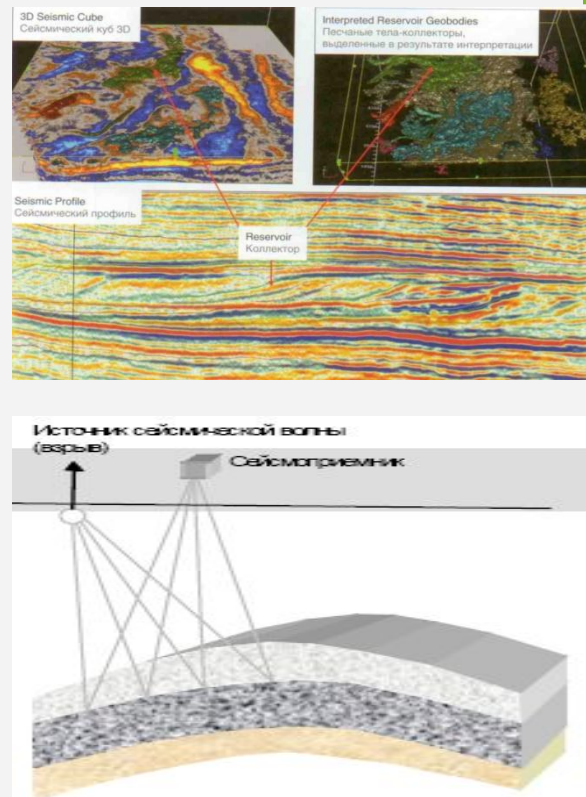 3D Seismic Cube
Сейсмический куб 3D
Interpreted Reservoir Geobodies
Песчаные тела-коллекторы,
выделенные в результате интерпретации
Seismic Profile
Сейсмический профиль
Reservoir
Коллектор
Источник сейсмической волны
(взрыв)
Сейсмоприемник